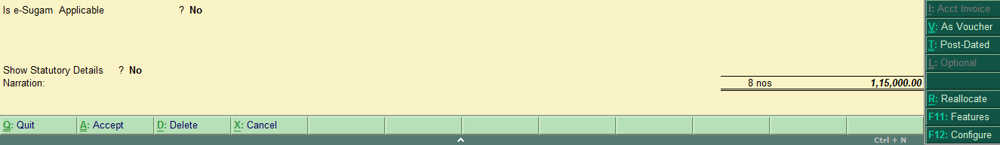 Is e-Sugam Applicable ? No
Show Statutory Details ? No
Narration:
8 nos 1,15,000.00
Q: Quit A: Accept D: Delete X: Cancel
Ctrl + N
I: Acct Invoice
V: As Voucher
T: Post-Dated
L: Optional
R: Reallocate
F11: Features
F12: Configure